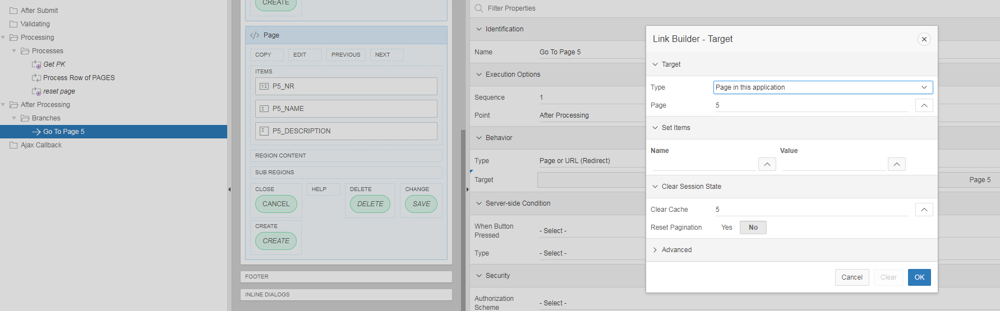 After Submit
Validating
Processing
Processes
Get PK
Process Row of PAGES
reset page
After Processing
Branches
Go To Page 5
Ajax Callback
CREATE
Page
COPY
EDIT
PREVIOUS
NEXT
ITEMS
P5_NR
P5_NAME
P5_DESCRIPTION
REGION CONTENT
SUB REGIONS
CLOSE
HELP
DELETE
CHANGE
CANCEL
DELETE
SAVE
CREATE
CREATE
FOOTER
INLINE DIALOGS
Filter Properties
Identification
Name Go To Page 5
Execution Options
Sequence 1
Point After Processing
Behavior
Type Page or URL (Redirect)
Target Page 5
Server-side Condition
When Button
Pressed - Select -
Type - Select -
Security
Authorization
Scheme - Select -
Link Builder - Target
Target
Type Page in this application
Page 5
Set Items
Name Value
Clear Session State
Clear Cache 5
Reset Pagination Yes No
Advanced
Cancel Clear OK